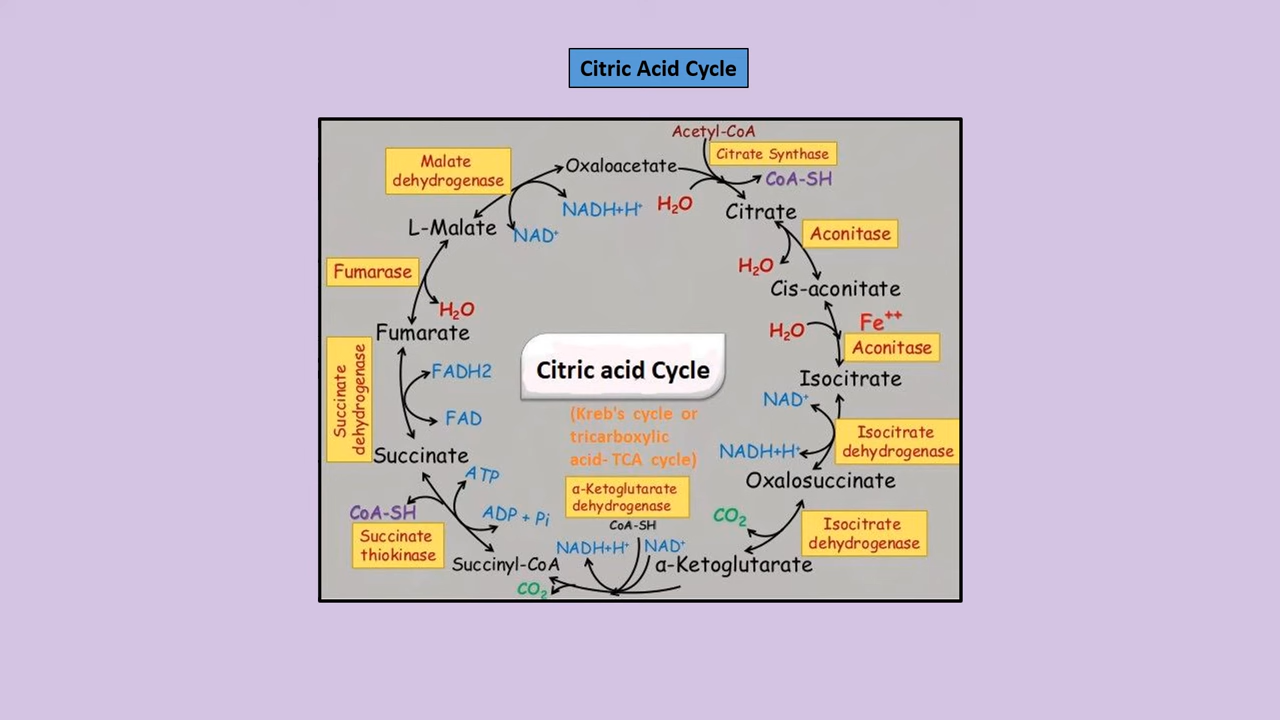 Citric Acid Cycle
Acetyl-CoA
Citrate Synthase
Malate
dehydrogenase
Oxaloacetate
CoA-SH
H₂O
NADH+H⁺
Citrate
L-Malate
NAD⁺
Aconitase
H₂O
Fumarase
Cis-aconitate
H₂O
Fe⁺⁺
H₂O
Fumarate
Aconitase
Succinate
dehydrogenase
FADH2
Citric acid Cycle
Isocitrate
NAD⁺
FAD
(Kreb's cycle or
tricarboxylic
acid- TCA cycle)
Isocitrate
dehydrogenase
NADH+H⁺
Succinate
ATP
Oxalosuccinate
α-Ketoglutarate
dehydrogenase
CoA-SH
ADP + Pi
CO₂
CoA-SH
Isocitrate
dehydrogenase
Succinate
thiokinase
NADH+H⁺
NAD⁺
Succinyl-CoA
α-Ketoglutarate
CO₂